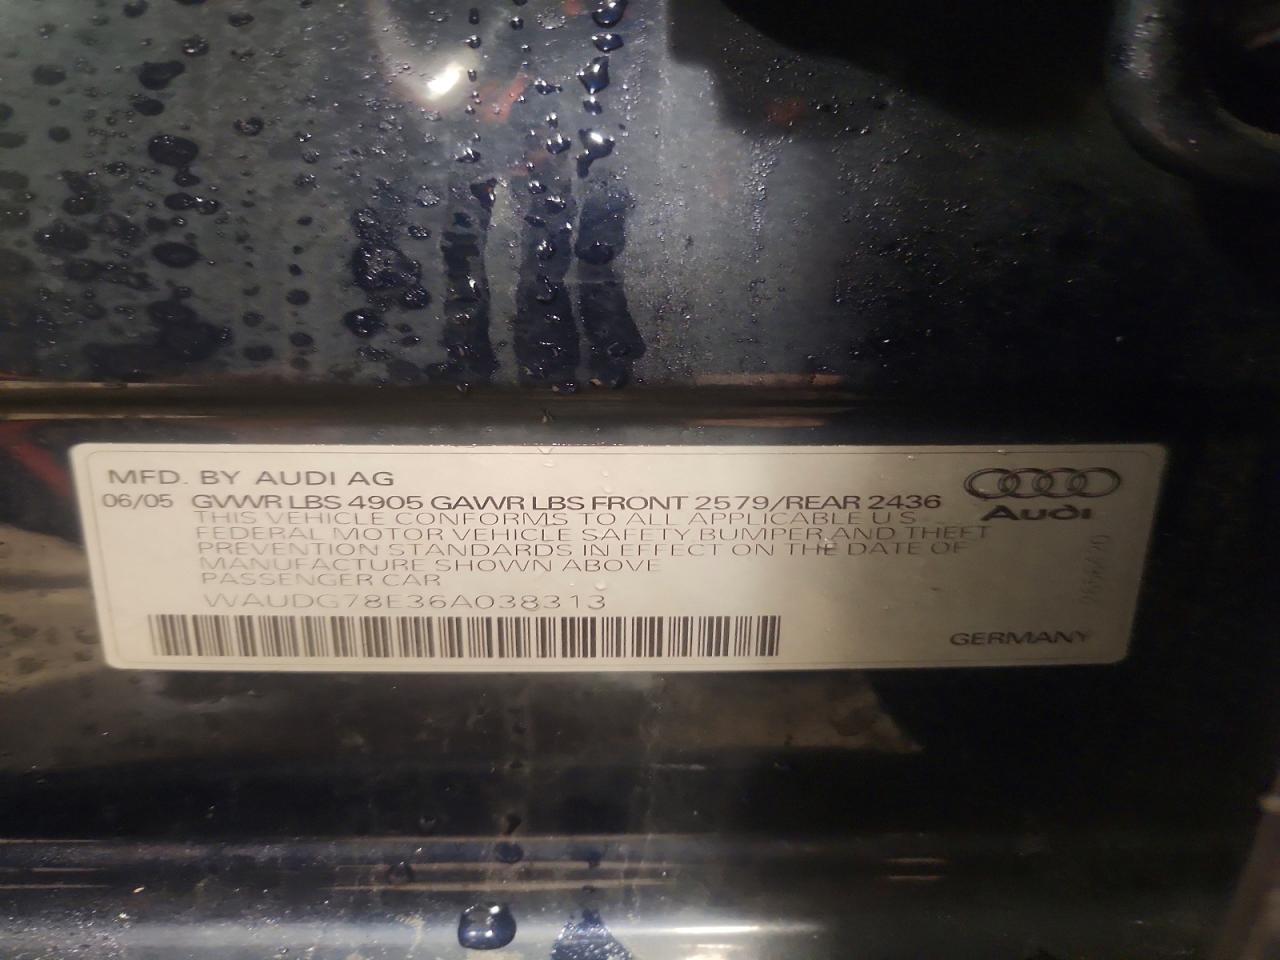 MFD. BY AUDI AG
06/05 GVWR LBS 4905 GAWR LBS FRONT 2579/REAR 2436
Audi
THIS VEHICLE CONFORMS TO ALL APPLICABLE U S
FEDERAL MOTOR VEHICLE SAFETY, BUMPER AND THEFT
PREVENTION STANDARDS IN EFFECT ON THE DATE OF
MANUFACTURE SHOWN ABOVE
PASSENGER CAR
WAUDG78E36A038313
GERMANY